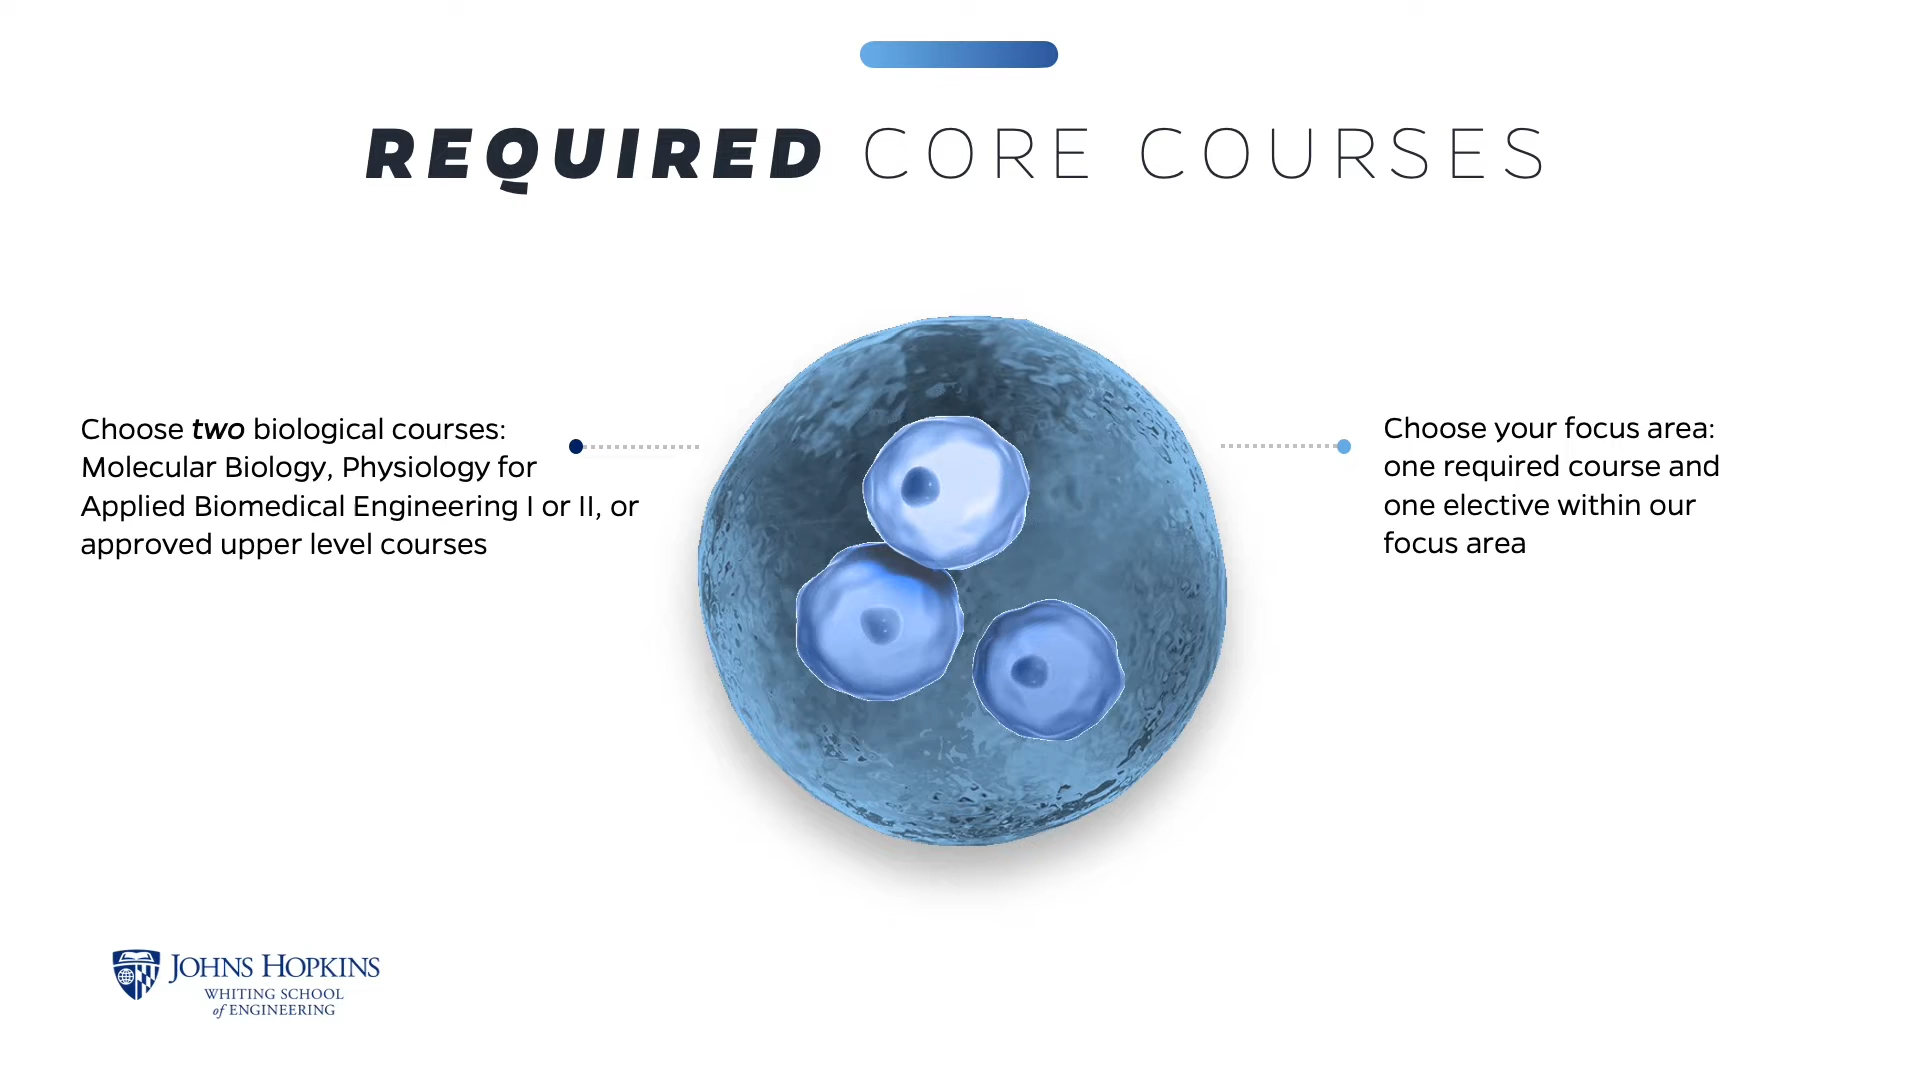 REQUIRED CORE COURSES
Choose two biological courses:
Molecular Biology, Physiology for
Applied Biomedical Engineering I or II, or
approved upper level courses
Choose your focus area:
one required course and
one elective within our
focus area
JOHNS HOPKINS
WHITING SCHOOL
of ENGINEERING